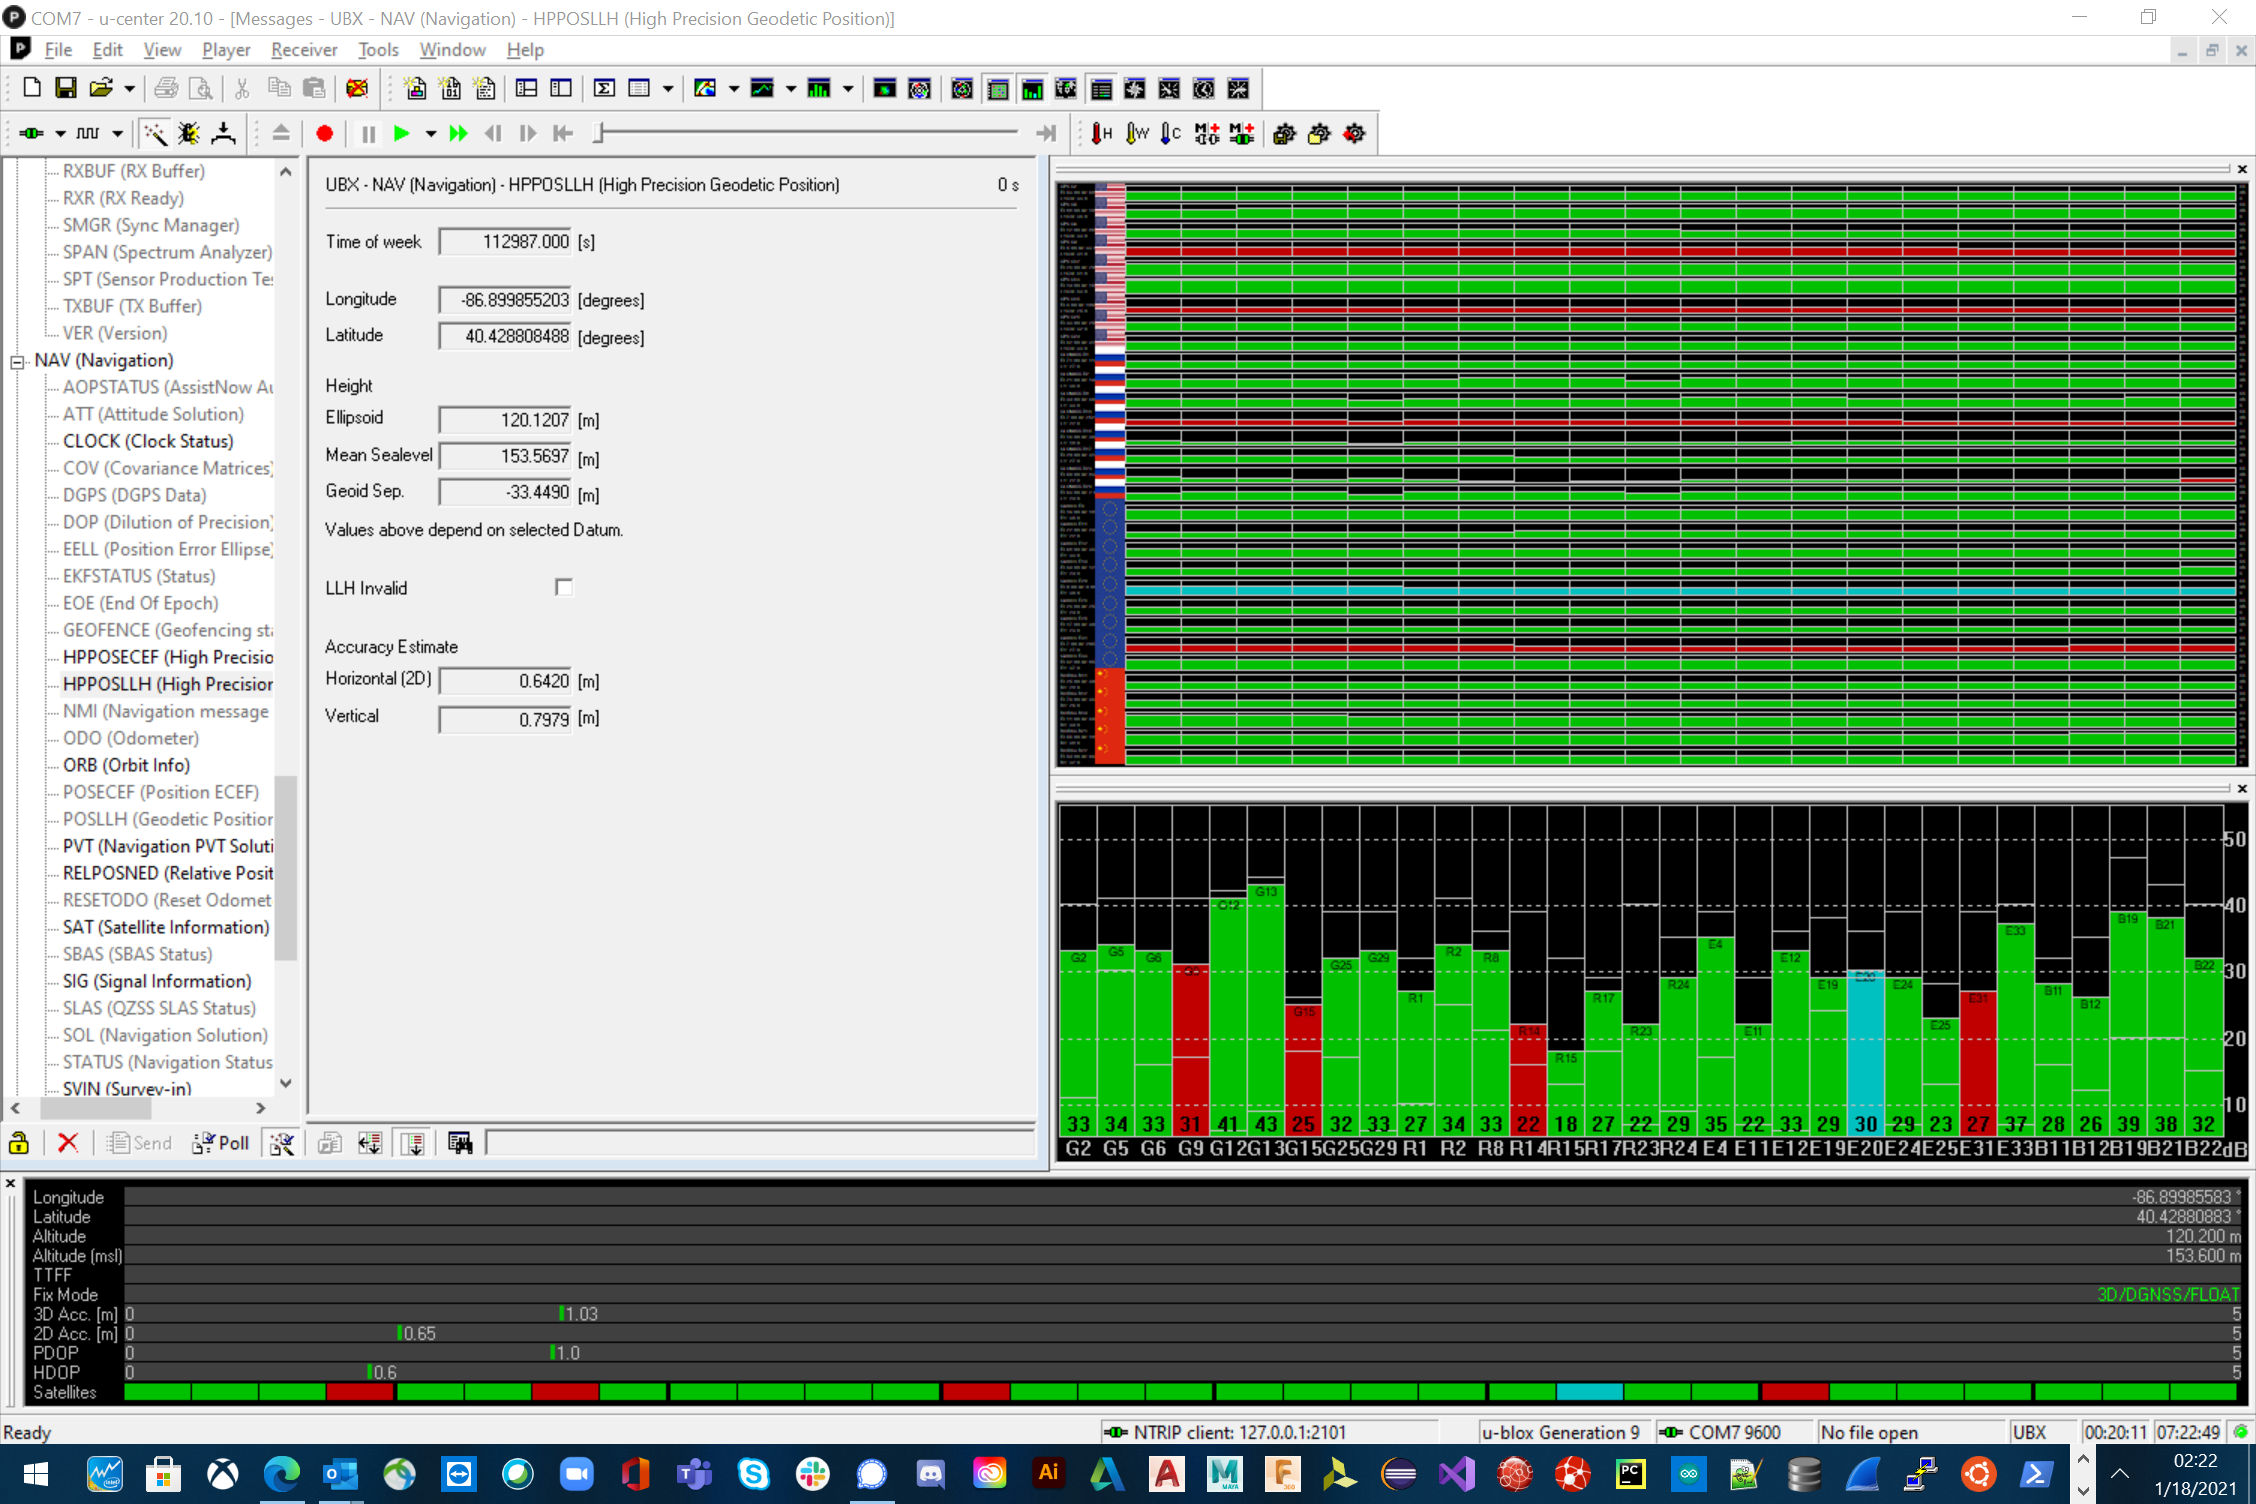 COM7 - u-center 20.10 - [Messages - UBX - NAV (Navigation) - HPPOSLLH (High Precision Geodetic Position)]
File Edit View Player Receiver Tools Window Help
RXBUF (RX Buffer)
RXR (RX Ready)
SMGR (Sync Manager)
SPAN (Spectrum Analyzer)
SPT (Sensor Production Te
TXBUF (TX Buffer)
VER (Version)
NAV (Navigation)
AOPSTATUS (AssistNow Au
ATT (Attitude Solution)
CLOCK (Clock Status)
COV (Covariance Matrices)
DGPS (DGPS Data)
DOP (Dilution of Precision)
EELL (Position Error Ellipse)
EKFSTATUS (Status)
EOE (End Of Epoch)
GEOFENCE (Geofencing sta
HPPOSECEF (High Precisio
HPPOSLLH (High Precision
NMI (Navigation message
ODO (Odometer)
ORB (Orbit Info)
POSECEF (Position ECEF)
POSLLH (Geodetic Position
PVT (Navigation PVT Soluti
RELPOSNED (Relative Posit
RESETODO (Reset Odomet
SAT (Satellite Information)
SBAS (SBAS Status)
SIG (Signal Information)
SLAS (QZSS SLAS Status)
SOL (Navigation Solution)
STATUS (Navigation Status
SVIN (Survey-in)
Send Poll
UBX - NAV (Navigation) - HPPOSLLH (High Precision Geodetic Position) 0 s
Time of week 112987.000 [s]
Longitude -86.899855203 [degrees]
Latitude 40.428808488 [degrees]
Height
Ellipsoid 120.1207 [m]
Mean Sealevel 153.5697 [m]
Geoid Sep. -33.4490 [m]
Values above depend on selected Datum.
LLH Invalid
Accuracy Estimate
Horizontal (2D) 0.6420 [m]
Vertical 0.7979 [m]
50
40
30
20
10
33 34 33 31 41 43 25 32 33 27 34 33 22 18 27 22 29 35 22 33 29 30 29 23 27 37 28 26 39 38 32
G2 G5 G6 G9 G12 G13 G15 G25 G29 R1 R2 R8 R14 R15 R17 R23 R24 E4 E11 E12 E19 E20 E24 E25 E31 E33 B11 B12 B19 B21 B22 dB
Longitude -86.89985583 °
Latitude 40.42880883 °
Altitude 120.200 m
Altitude (msl) 153.600 m
TTFF
Fix Mode 3D/DGNSS/FLOAT
3D Acc. [m] 0 1.03 5
2D Acc. [m] 0 0.65 5
PDOP 0 1.0 5
HDOP 0 0.6 5
Satellites
Ready NTRIP client: 127.0.0.1:2101 u-blox Generation 9 COM7 9600 No file open UBX 00:20:11 07:22:49
02:22
1/18/2021